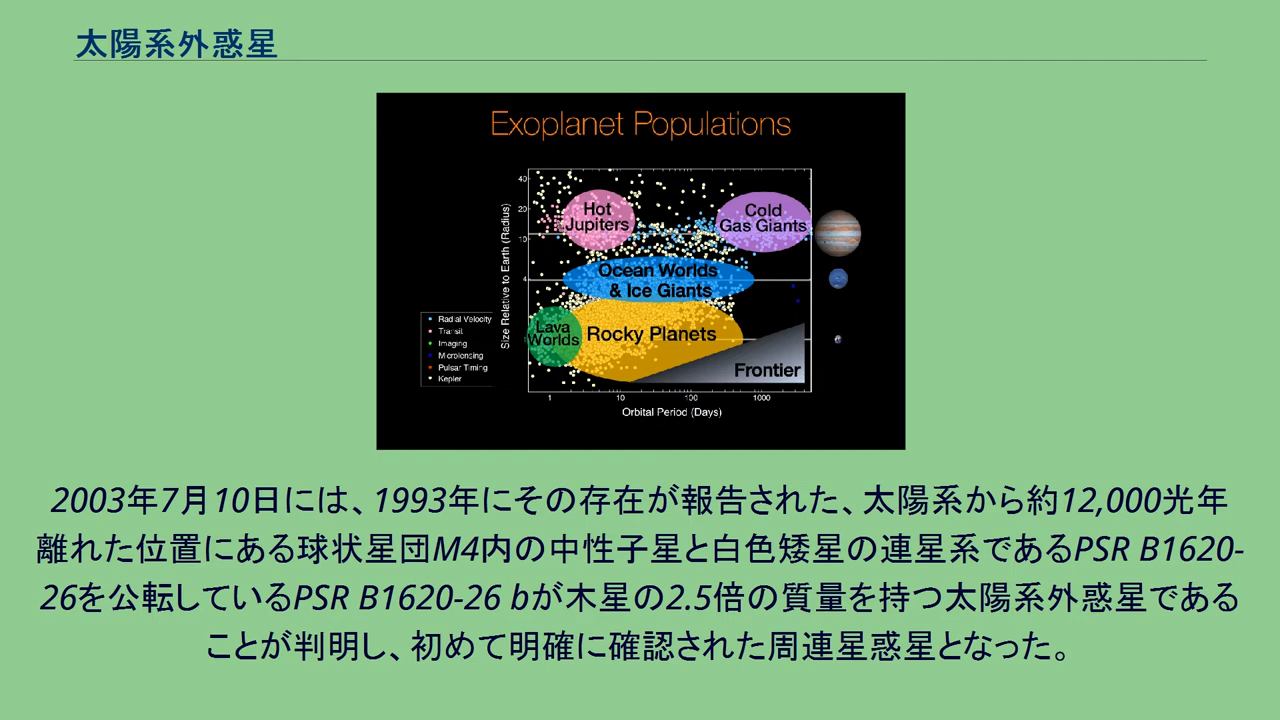 太陽系外惑星
Exoplanet Populations
40
20
10
4
Size Relative to Earth (Radius)
Hot
Jupiters
Cold
Gas Giants
Ocean Worlds
& Ice Giants
Lava
Worlds
Rocky Planets
Frontier
Radial Velocity
Transit
Imaging
Microlensing
Pulsar Timing
Kepler
1
10
100
1000
Orbital Period (Days)
2003年7月10日には、1993年にその存在が報告された、太陽系から約12,000光年
離れた位置にある球状星団M4内の中性子星と白色矮星の連星系であるPSR B1620-
26を公転しているPSR B1620-26 bが木星の2.5倍の質量を持つ太陽系外惑星である
ことが判明し、初めて明確に確認された周連星惑星となった。